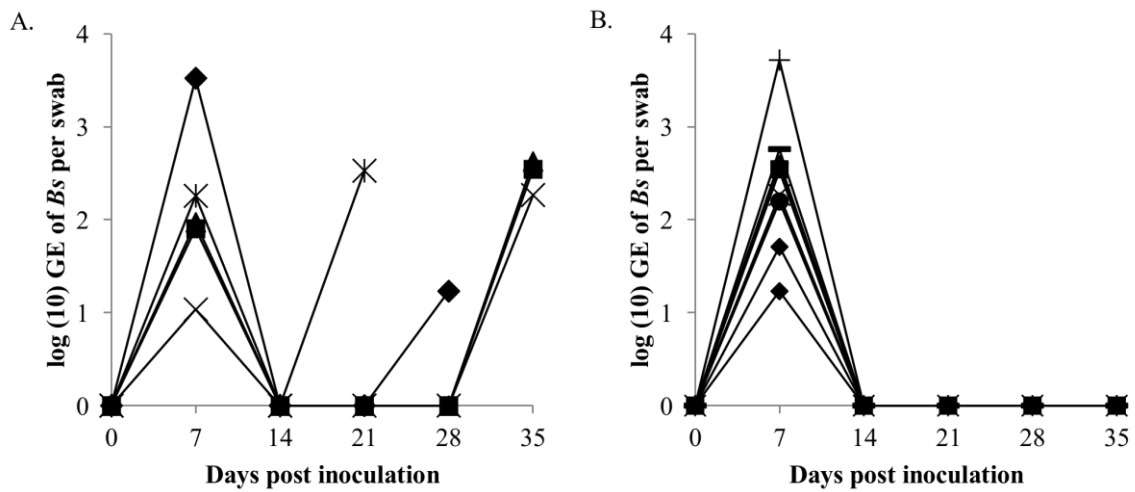 A.
log (10) GE of Bs per swab
4
3
2
1
0
0 7 14 21 28 35
Days post inoculation
B.
log (10) GE of Bs per swab
4
3
2
1
0
0 7 14 21 28 35
Days post inoculation